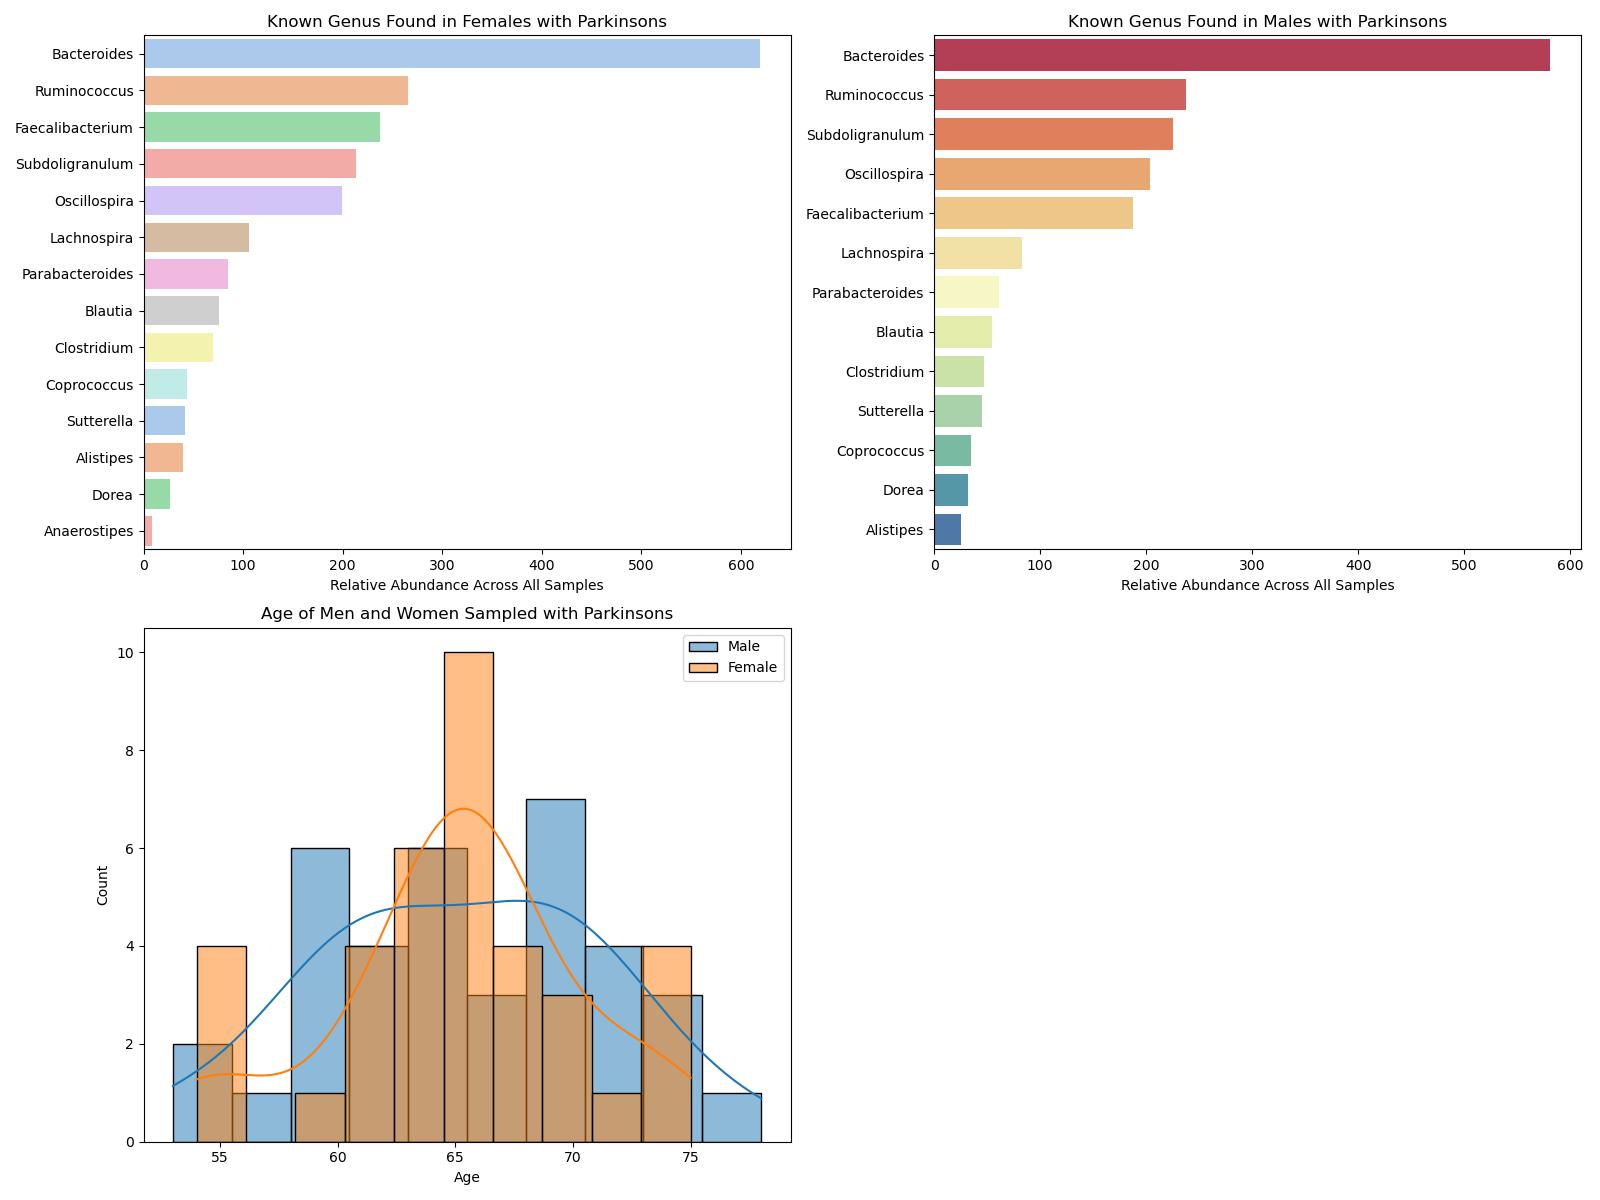 Known Genus Found in Females with Parkinsons
Bacteroides
Ruminococcus
Faecalibacterium
Subdoligranulum
Oscillospira
Lachnospira
Parabacteroides
Blautia
Clostridium
Coprococcus
Sutterella
Alistipes
Dorea
Anaerostipes
0 100 200 300 400 500 600
Relative Abundance Across All Samples
Known Genus Found in Males with Parkinsons
Bacteroides
Ruminococcus
Subdoligranulum
Oscillospira
Faecalibacterium
Lachnospira
Parabacteroides
Blautia
Clostridium
Sutterella
Coprococcus
Dorea
Alistipes
0 100 200 300 400 500 600
Relative Abundance Across All Samples
Age of Men and Women Sampled with Parkinsons
Male
Female
Count
10
8
6
4
2
0
55 60 65 70 75
Age